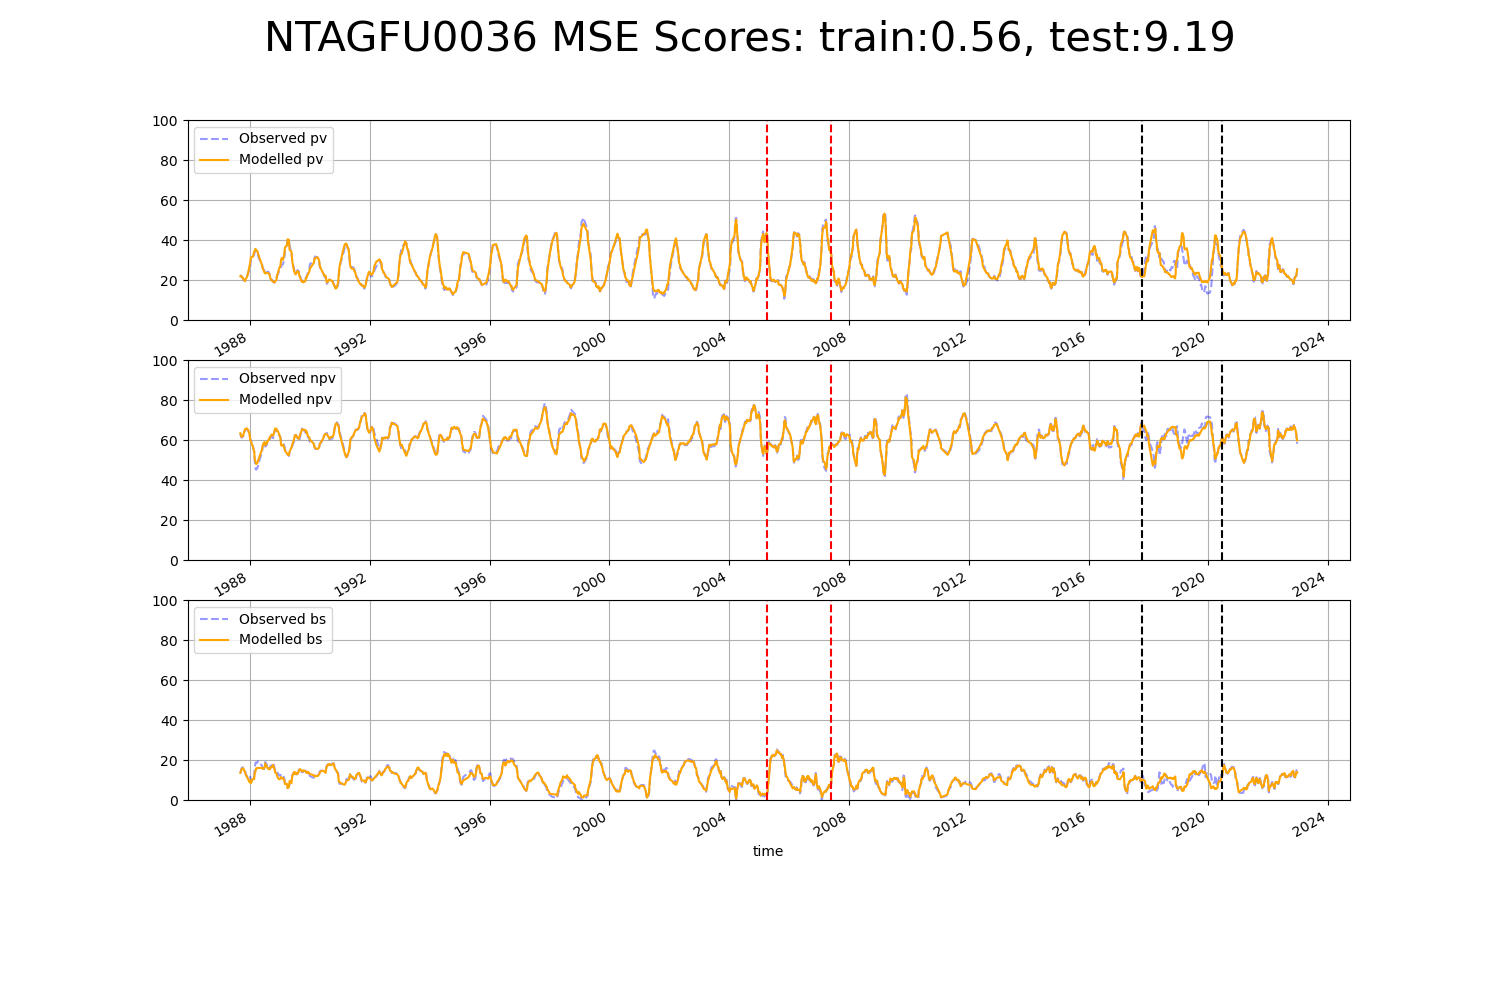 NTAGFU0036 MSE Scores: train:0.56, test:9.19
100
80
60
40
20
0
Observed pv
Modelled pv
1988 1992 1996 2000 2004 2008 2012 2016 2020 2024
100
80
60
40
20
0
Observed npv
Modelled npv
1988 1992 1996 2000 2004 2008 2012 2016 2020 2024
100
80
60
40
20
0
Observed bs
Modelled bs
1988 1992 1996 2000 2004 2008 2012 2016 2020 2024
time